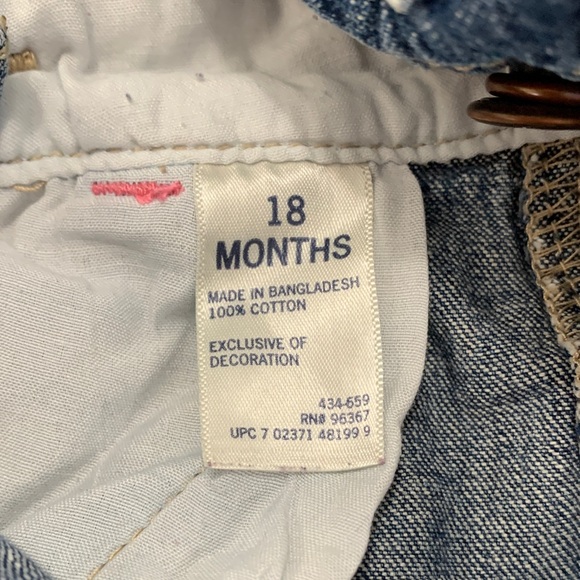 18
MONTHS
MADE IN BANGLADESH
100% COTTON
EXCLUSIVE OF
DECORATION
434-659
RN# 96367
UPC 7 02371 48199 9